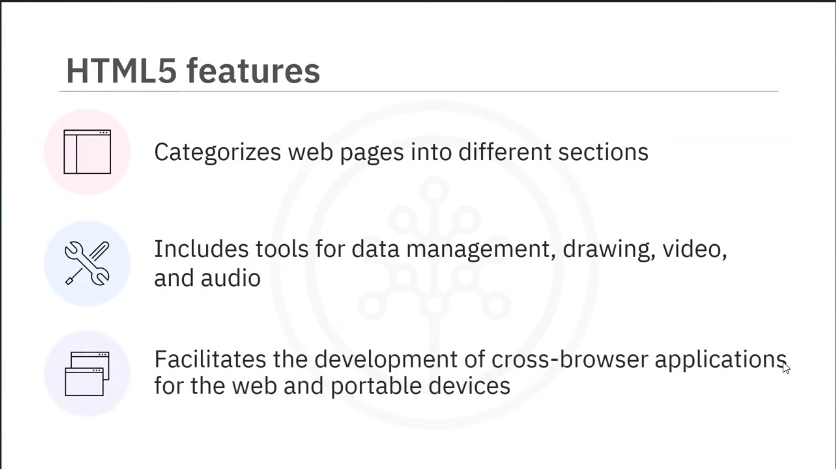 HTML5 features
Categorizes web pages into different sections
Includes tools for data management, drawing, video,
and audio
Facilitates the development of cross-browser applications
for the web and portable devices